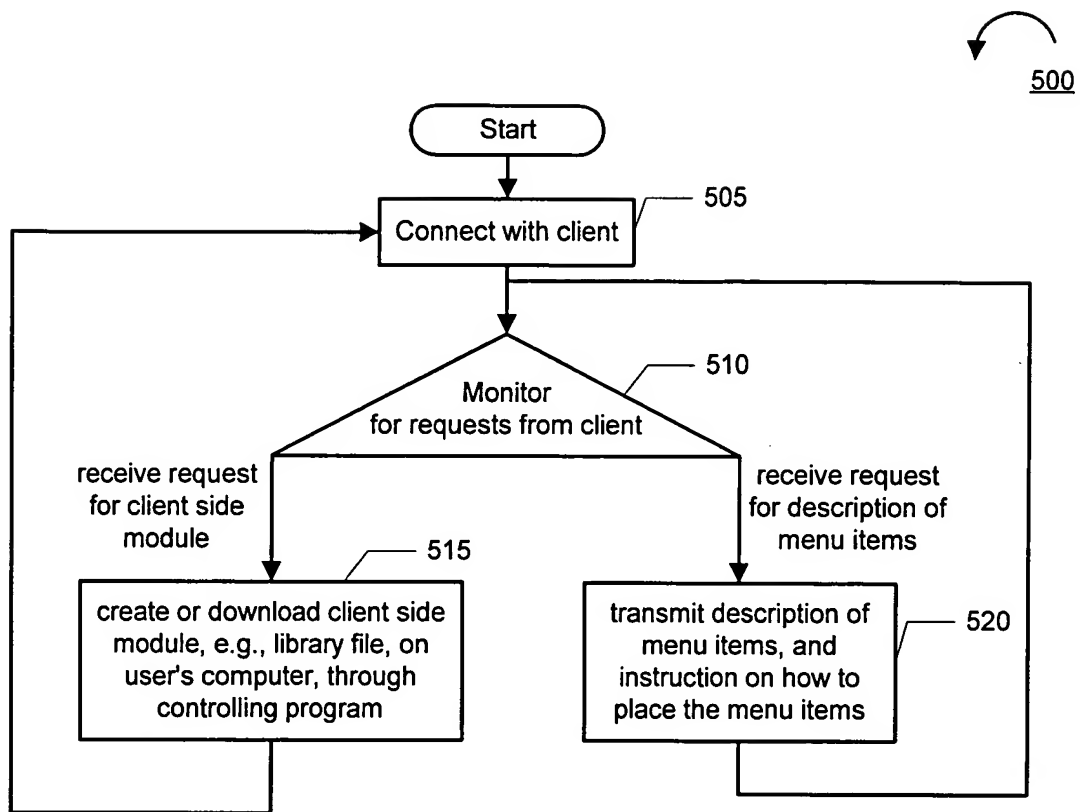 500
Start
505
Connect with client
510
Monitor
for requests from client
receive request
for client side
module
receive request
for description of
menu items
515
create or download client side
module, e.g., library file, on
user's computer, through
controlling program
520
transmit description of
menu items, and
instruction on how to
place the menu items